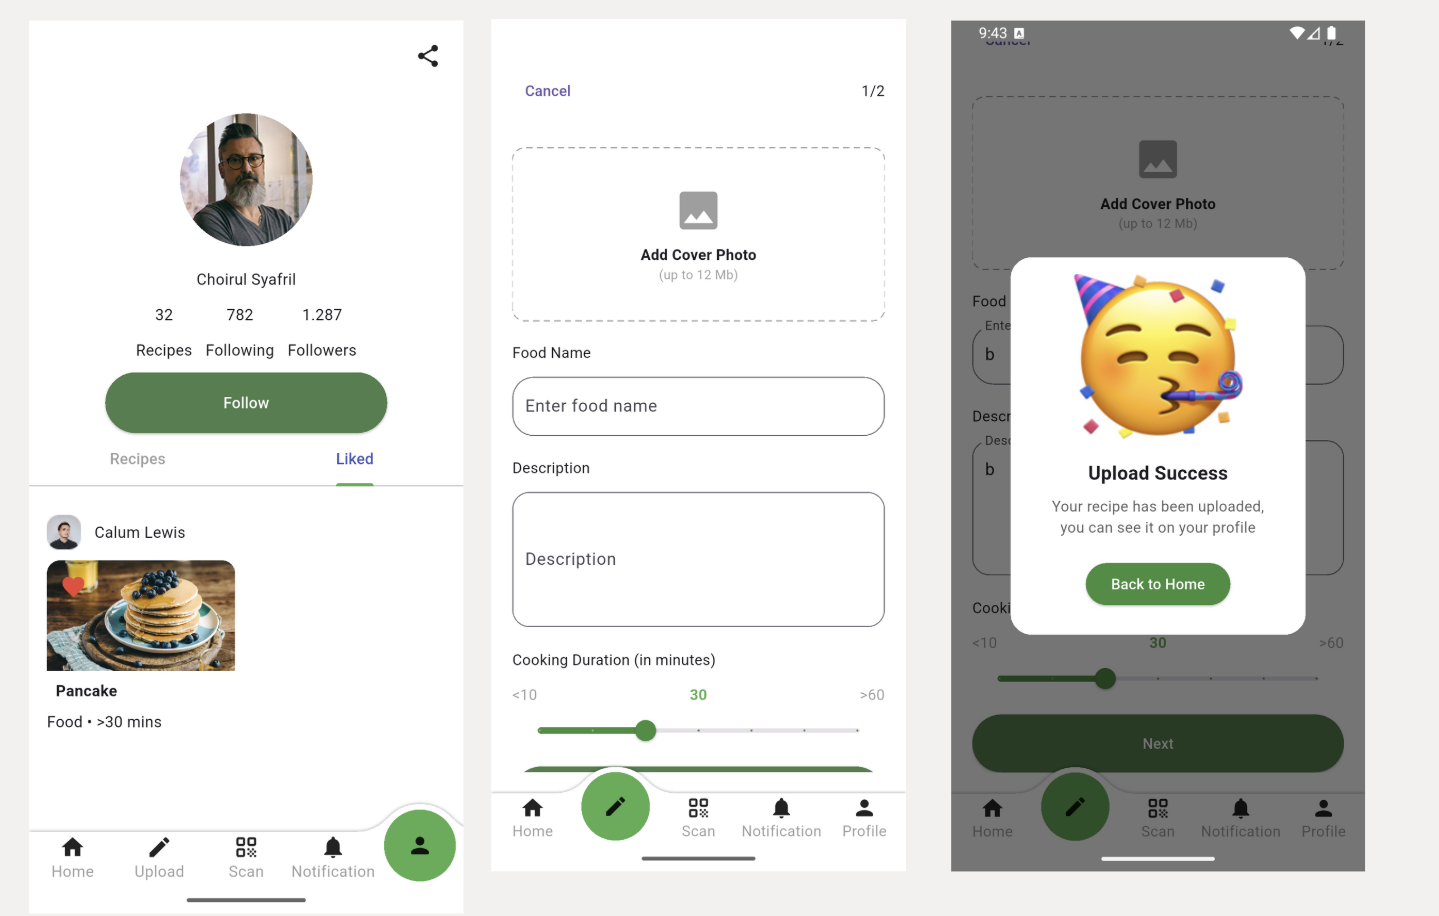 Choirul Syafril
32 782 1.287
Recipes Following Followers
Follow
Recipes Liked
Calum Lewis
Pancake
Food • >30 mins
Home Upload Scan Notification
Cancel 1/2
Add Cover Photo
(up to 12 Mb)
Food Name
Enter food name
Description
Description
Cooking Duration (in minutes)
<10 30 >60
Home Scan Notification Profile
9:43
Cancel 1/2
Add Cover Photo
(up to 12 Mb)
Food
Ente
b
Descr
Desc
b
Upload Success
Your recipe has been uploaded,
you can see it on your profile
Back to Home
Cooki
<10 30 >60
Next
Home Scan Notification Profile